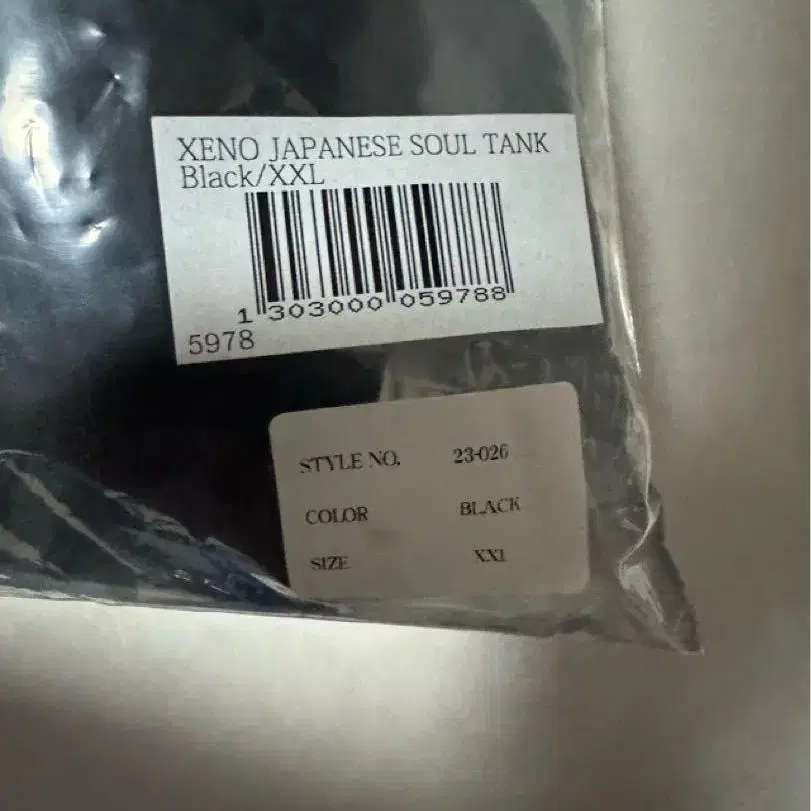 XENO JAPANESE SOUL TANK
Black/XXL
1 303000 059788
5978
STYLE NO. 23-026
COLOR BLACK
SIZE XXL